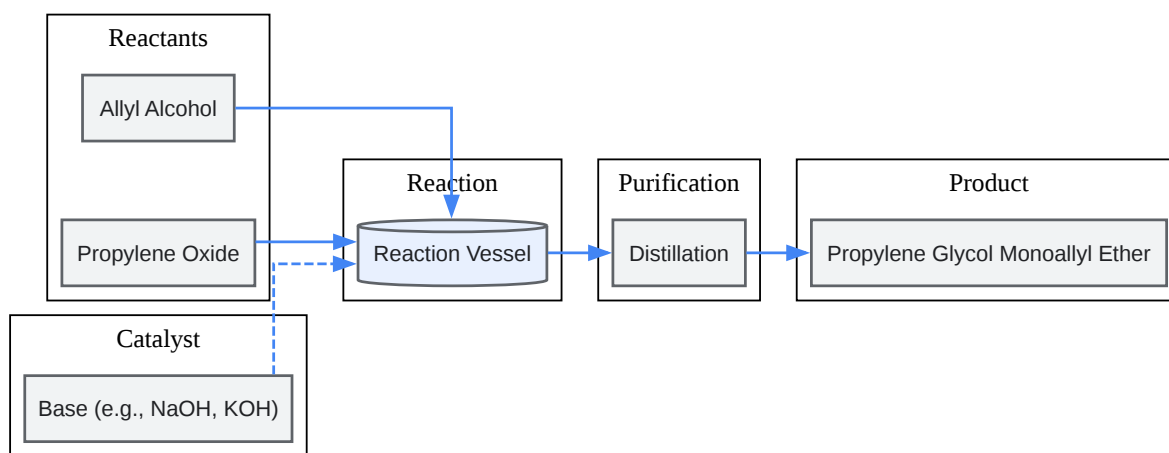 Reactants
Allyl Alcohol
Propylene Oxide
Catalyst
Base (e.g., NaOH, KOH)
Reaction
Reaction Vessel
Purification
Distillation
Product
Propylene Glycol Monoallyl Ether